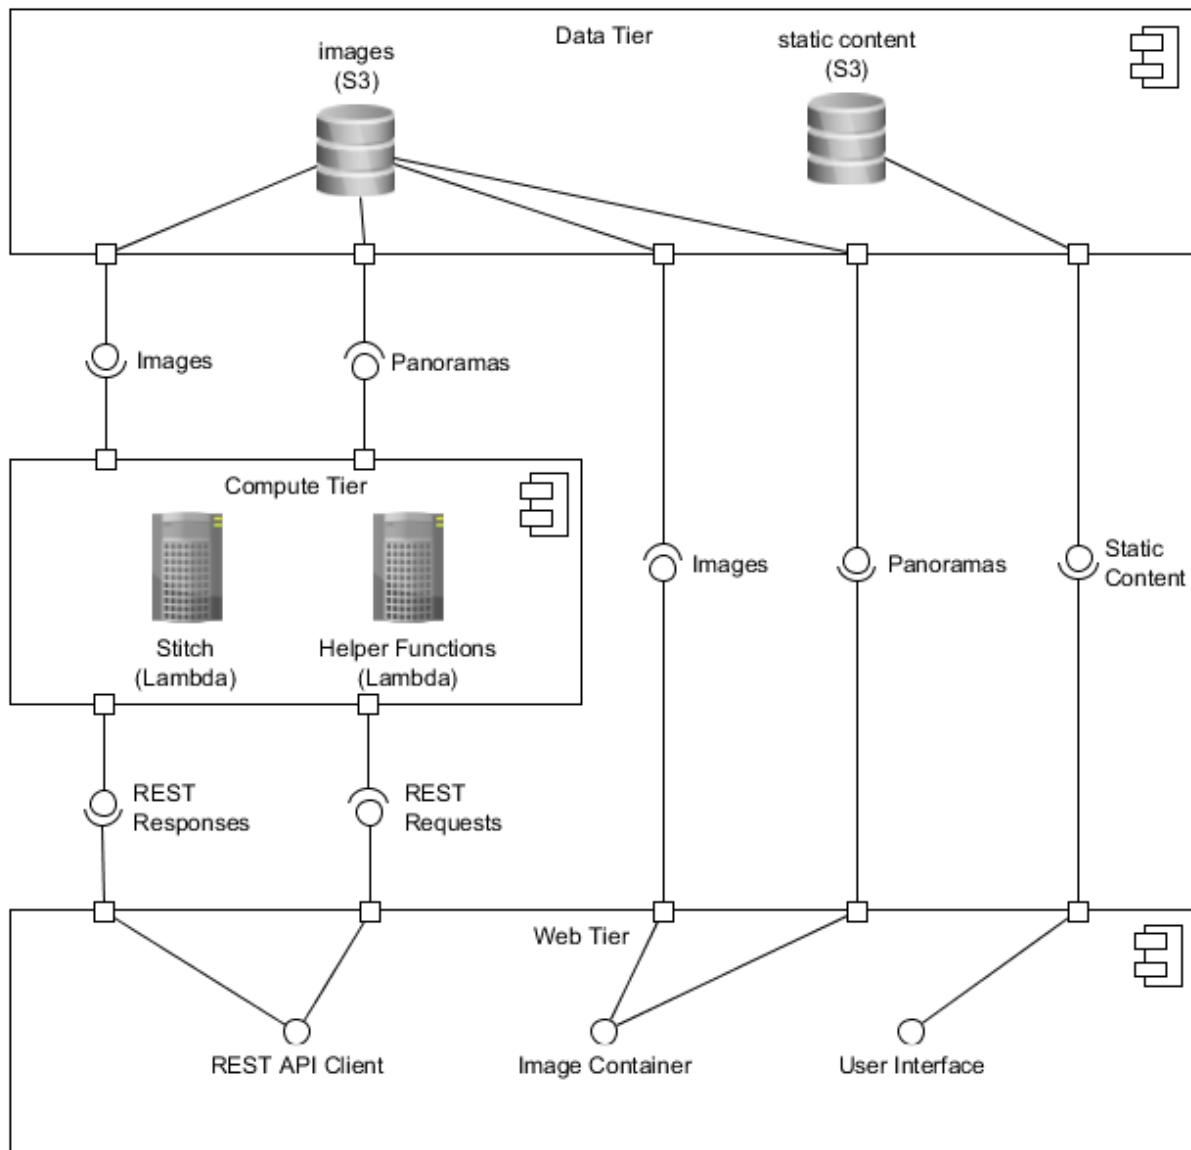 Data Tier
images
(S3)
static content
(S3)
Images
Panoramas
Compute Tier
Stitch
(Lambda)
Helper Functions
(Lambda)
Images
Panoramas
Static
Content
REST
Responses
REST
Requests
Web Tier
REST API Client
Image Container
User Interface